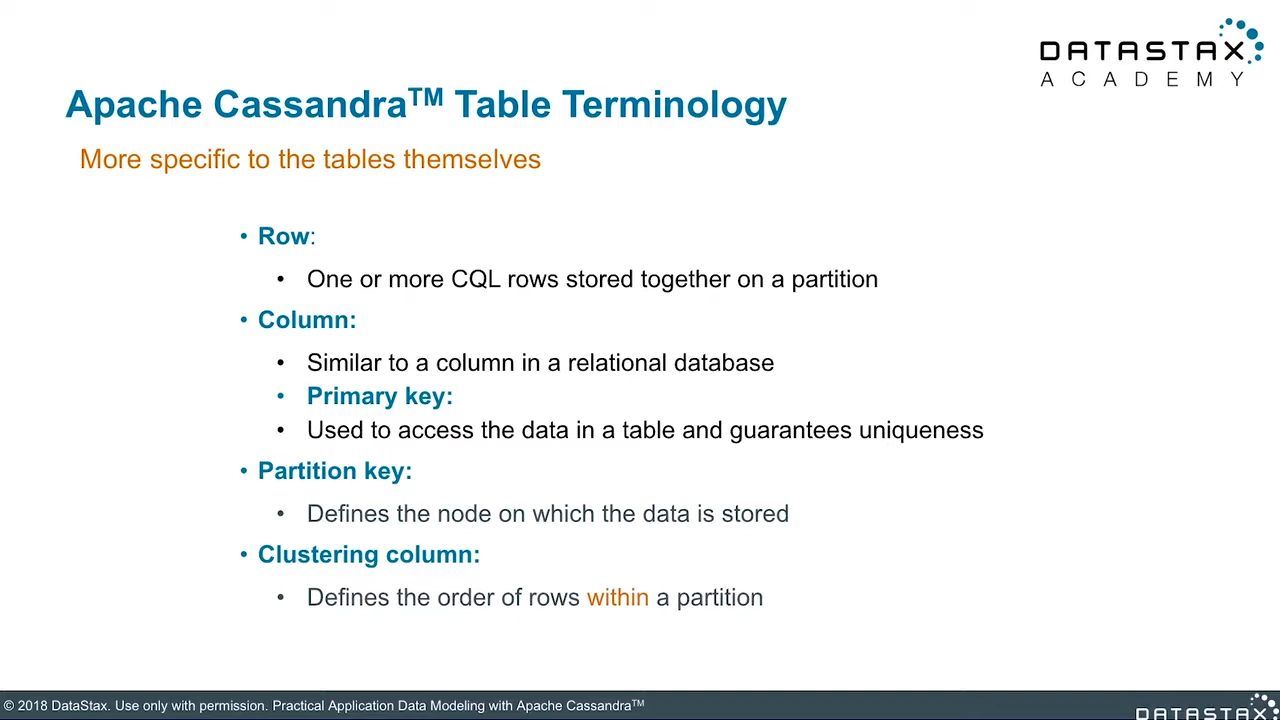 DATASTAX
ACADEMY
Apache Cassandra™ Table Terminology
More specific to the tables themselves
• Row:
• One or more CQL rows stored together on a partition
• Column:
• Similar to a column in a relational database
• Primary key:
• Used to access the data in a table and guarantees uniqueness
• Partition key:
• Defines the node on which the data is stored
• Clustering column:
• Defines the order of rows within a partition
© 2018 DataStax. Use only with permission. Practical Application Data Modeling with Apache Cassandra™
DATASTAX